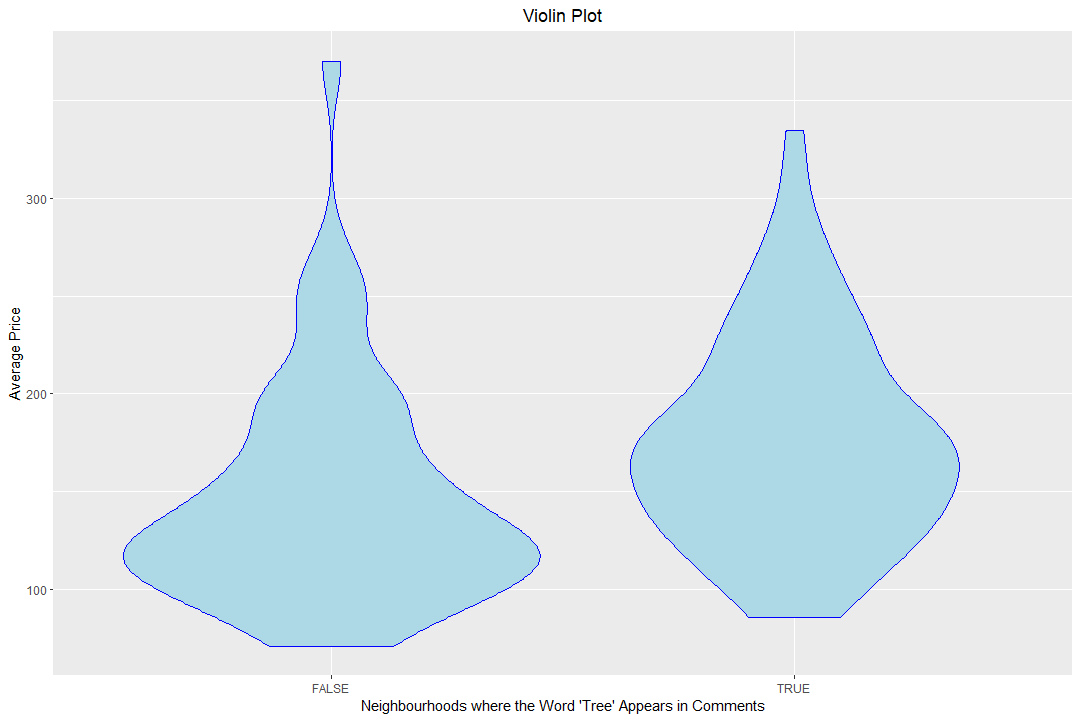 Violin Plot
Average Price
300
200
100
FALSE
TRUE
Neighbourhoods where the Word 'Tree' Appears in Comments